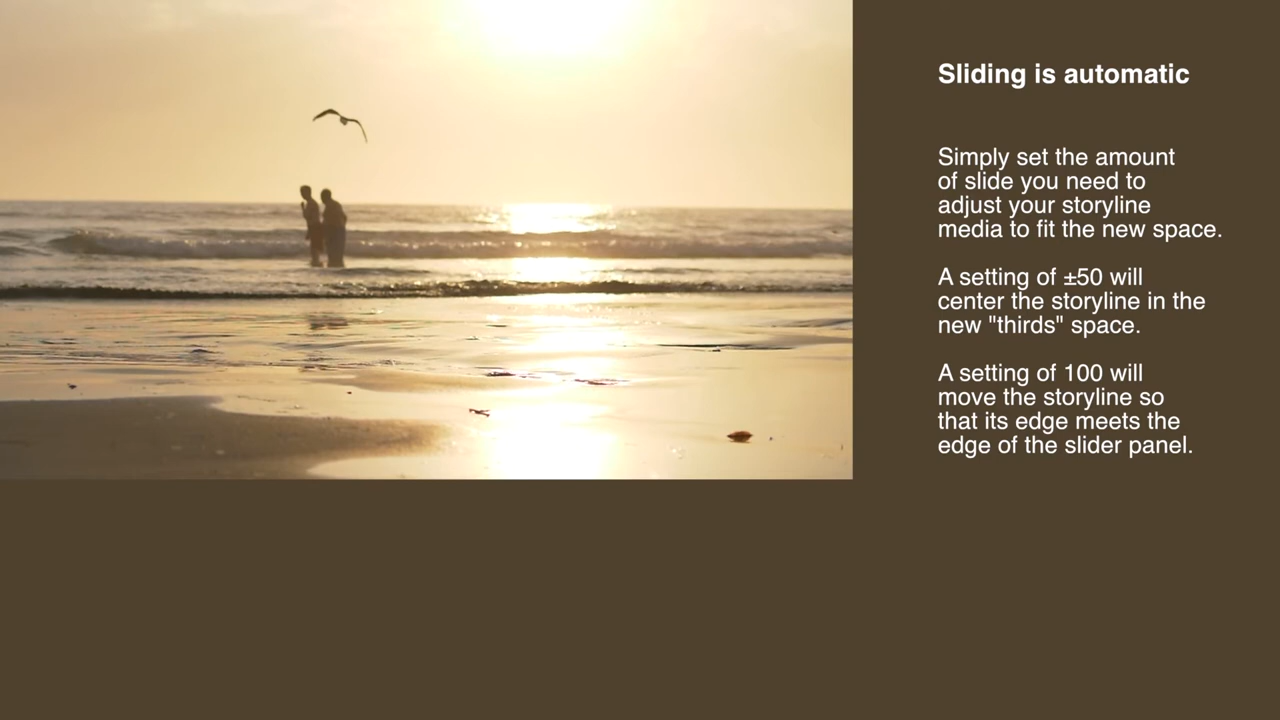 Sliding is automatic
Simply set the amount
of slide you need to
adjust your storyline
media to fit the new space.
A setting of ±50 will
center the storyline in the
new "thirds" space.
A setting of 100 will
move the storyline so
that its edge meets the
edge of the slider panel.